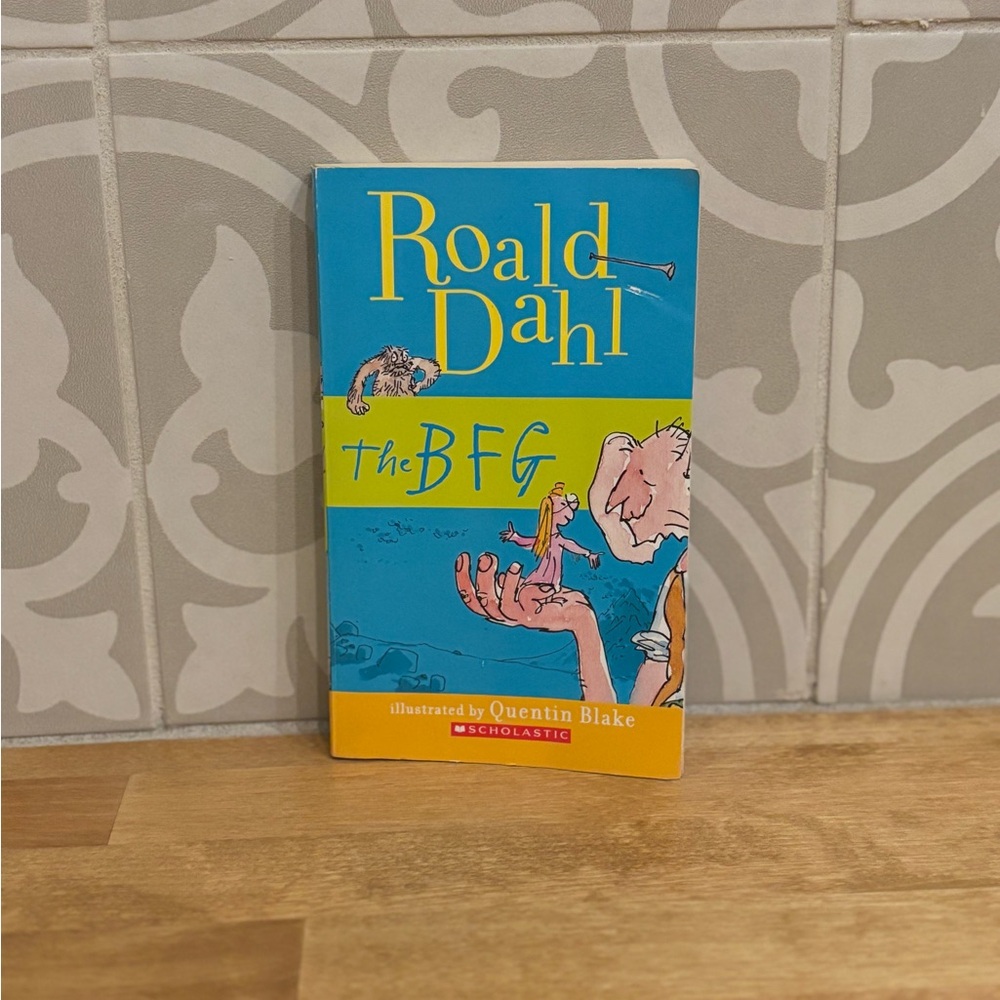 Roald
Dahl
the BFG
illustrated by Quentin Blake
SCHOLASTIC